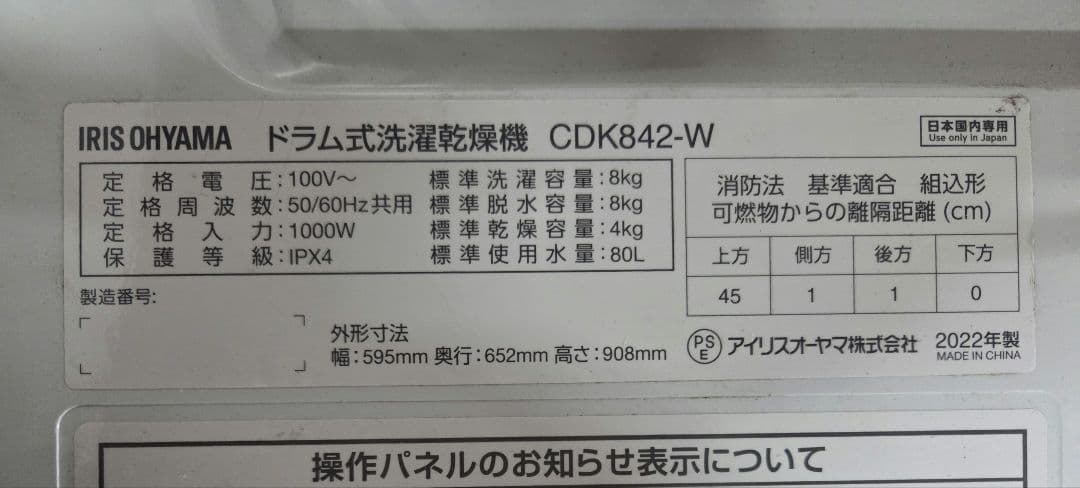 IRIS OHYAMA ドラム式洗濯乾燥機 CDK842-W
日本国内専用
Use only in Japan
定格電圧:100V～ 標準洗濯容量:8kg
定格周波数:50/60Hz共用 標準脱水容量:8kg
定格入力:1000W 標準乾燥容量:4kg
保護等級:IPX4 標準使用水量:80L
消防法 基準適合 組込形
可燃物からの離隔距離(cm)
上方 側方 後方 下方
45 1 1 0
製造番号:
外形寸法
幅:595mm 奥行:652mm 高さ:908mm
PS
E
アイリスオーヤマ株式会社 2022年製
MADE IN CHINA
操作パネルのお知らせ表示について